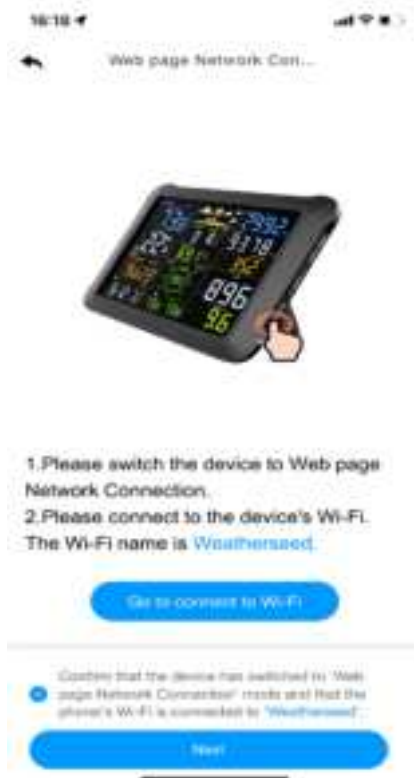 16:18
Web page Network Con...
896
9.6
1.Please switch the device to Web page
Network Connection.
2.Please connect to the device's Wi-Fi.
The Wi-Fi name is Weatherseed.
Go to connect to Wi-Fi
Confirm that the device has switched to "Web
page Network Connection" mode and that the
phone's Wi-Fi is connected to "Weatherseed".
Next